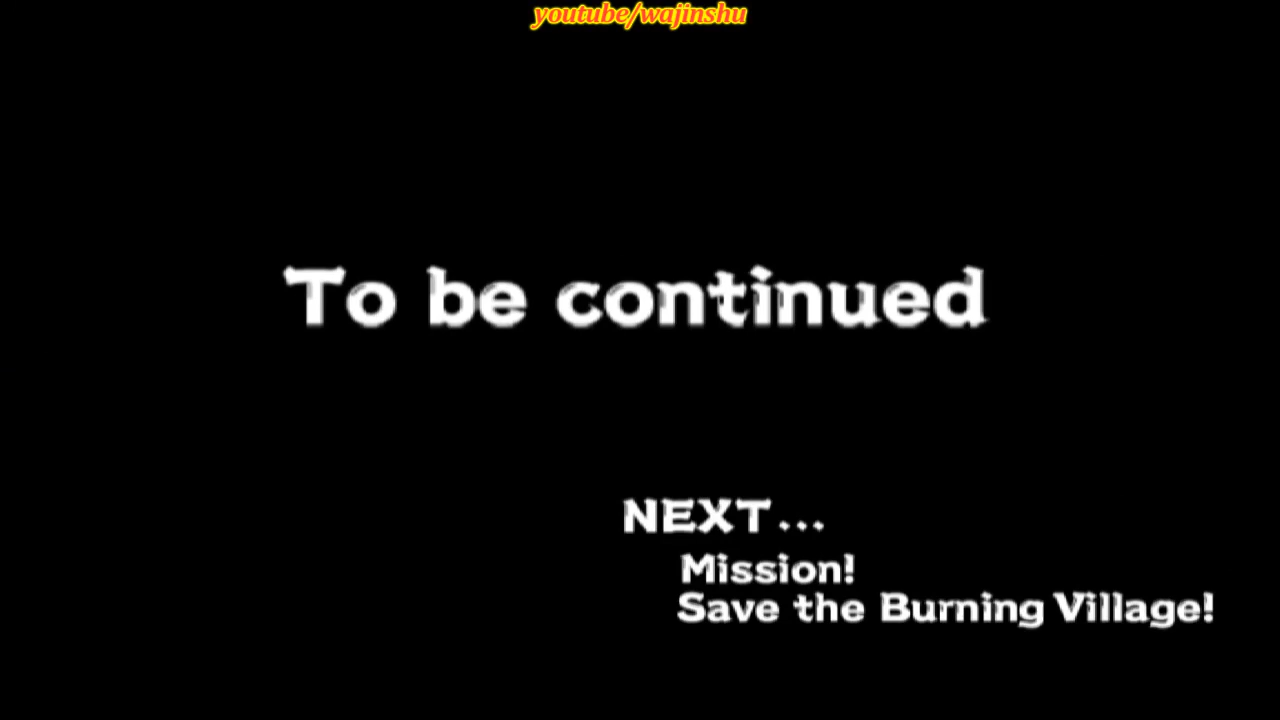 youtube/wajinshu
To be continued
NEXT...
Mission!
Save the Burning Village!